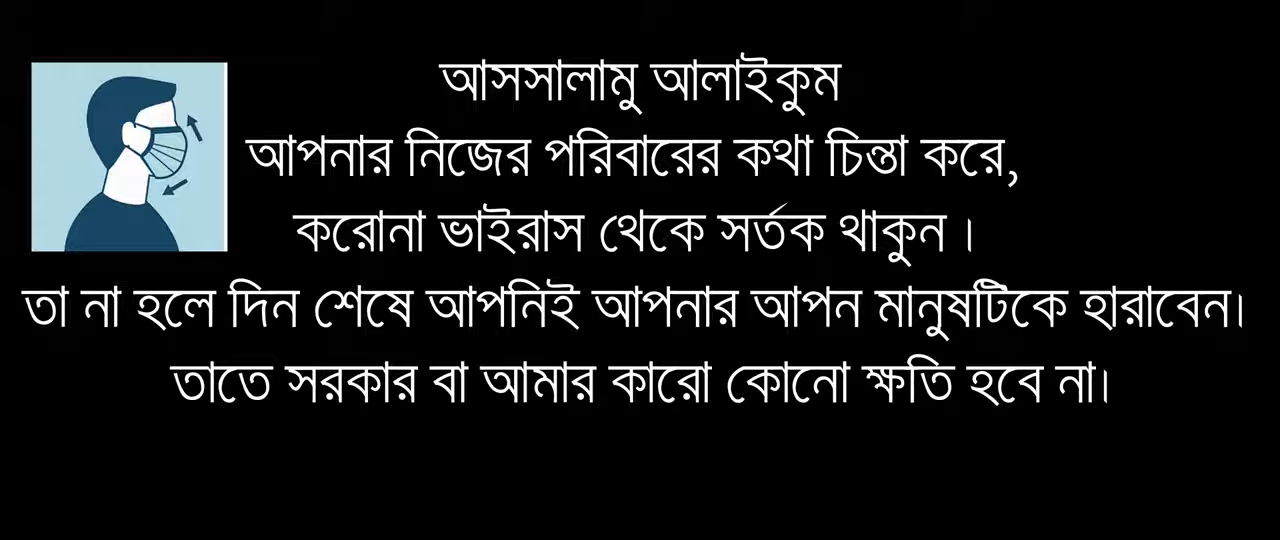 আসসালামু আলাইকুম
আপনার নিজের পরিবারের কথা চিন্তা করে,
করোনা ভাইরাস থেকে সর্তক থাকুন ।
তা না হলে দিন শেষে আপনিই আপনার আপন মানুষটিকে হারাবেন।
তাতে সরকার বা আমার কারো কোনো ক্ষতি হবে না।